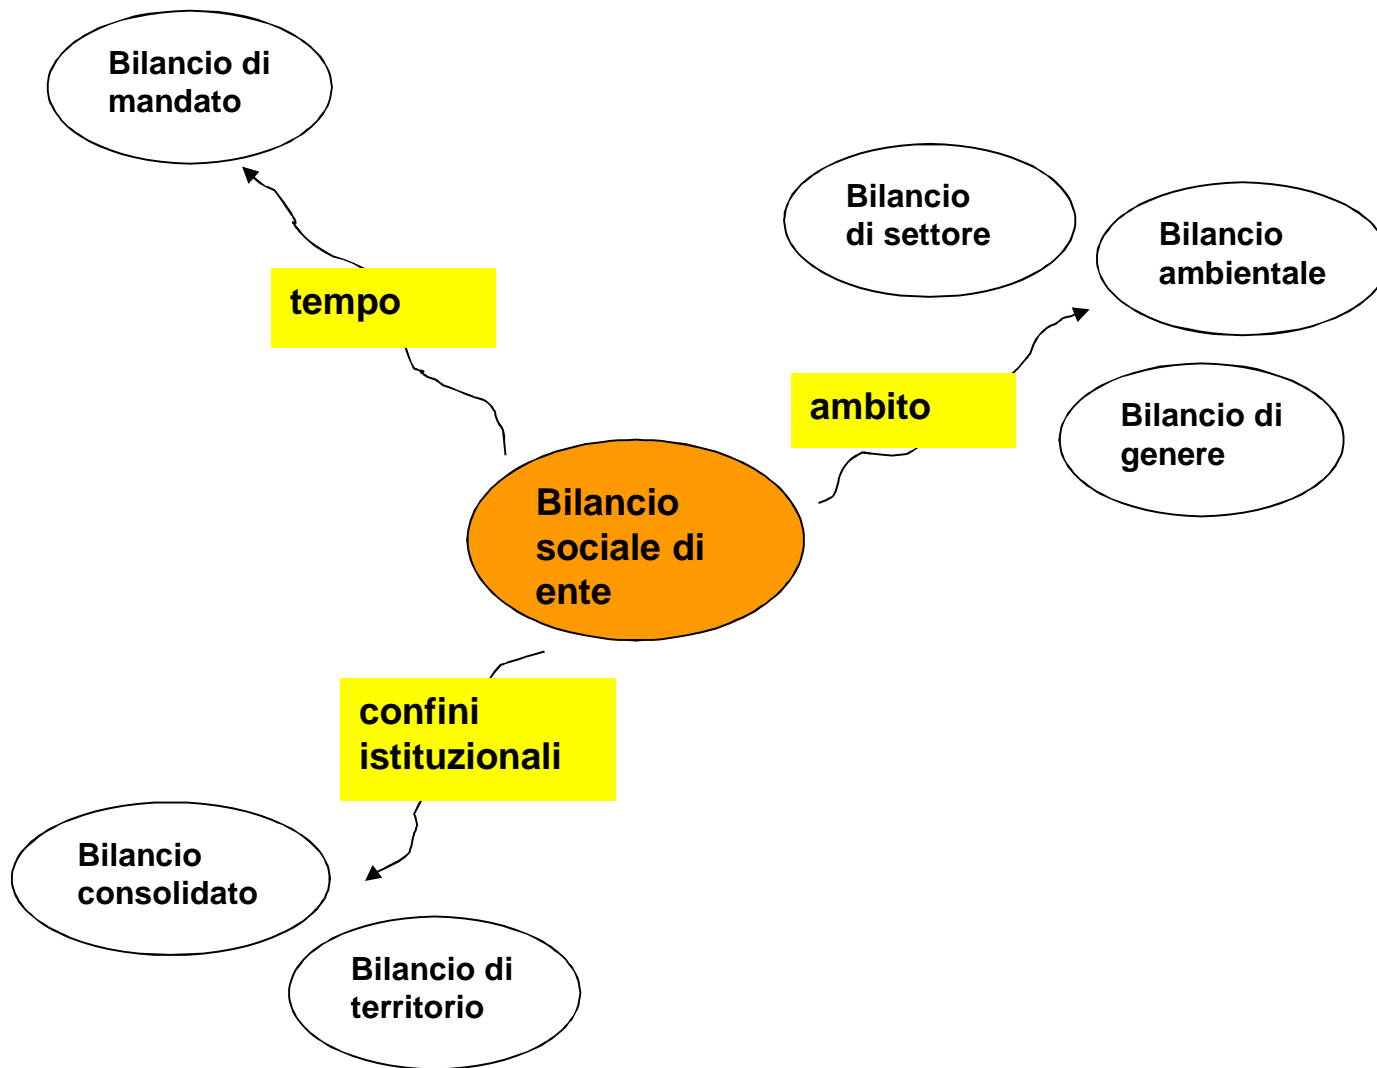 Bilancio di
mandato
Bilancio
di settore
Bilancio
ambientale
tempo
ambito
Bilancio di
genere
Bilancio
sociale di
ente
confini
istituzionali
Bilancio
consolidato
Bilancio di
territorio